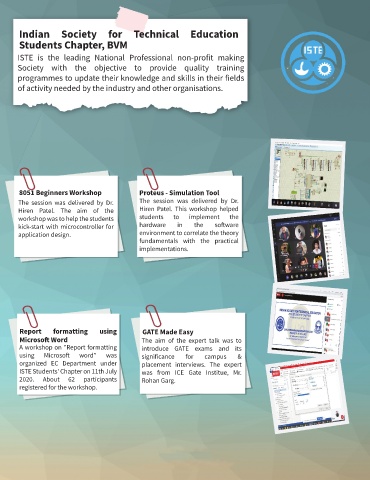 Indian Society for Technical Education
Students Chapter, BVM
ISTE is the leading National Professional non-profit making
Society with the objective to provide quality training
programmes to update their knowledge and skills in their fields
of activity needed by the industry and other organisations.
ISTE
8051 Beginners Workshop
The session was delivered by Dr.
Hiren Patel. The aim of the
workshop was to help the students
kick-start with microcontroller for
application design.
Proteus - Simulation Tool
The session was delivered by Dr.
Hiren Patel. This workshop helped
students to implement the
hardware in the software
environment to correlate the theory
fundamentals with the practical
implementations.
Report formatting using
Microsoft Word
A workshop on "Report formatting
using Microsoft word" was
organized EC Department under
ISTE Students' Chapter on 11th July
2020. About 62 participants
registered for the workshop.
GATE Made Easy
The aim of the expert talk was to
introduce GATE exams and its
significance for campus &
placement interviews. The expert
was from ICE Gate Institue, Mr.
Rohan Garg.